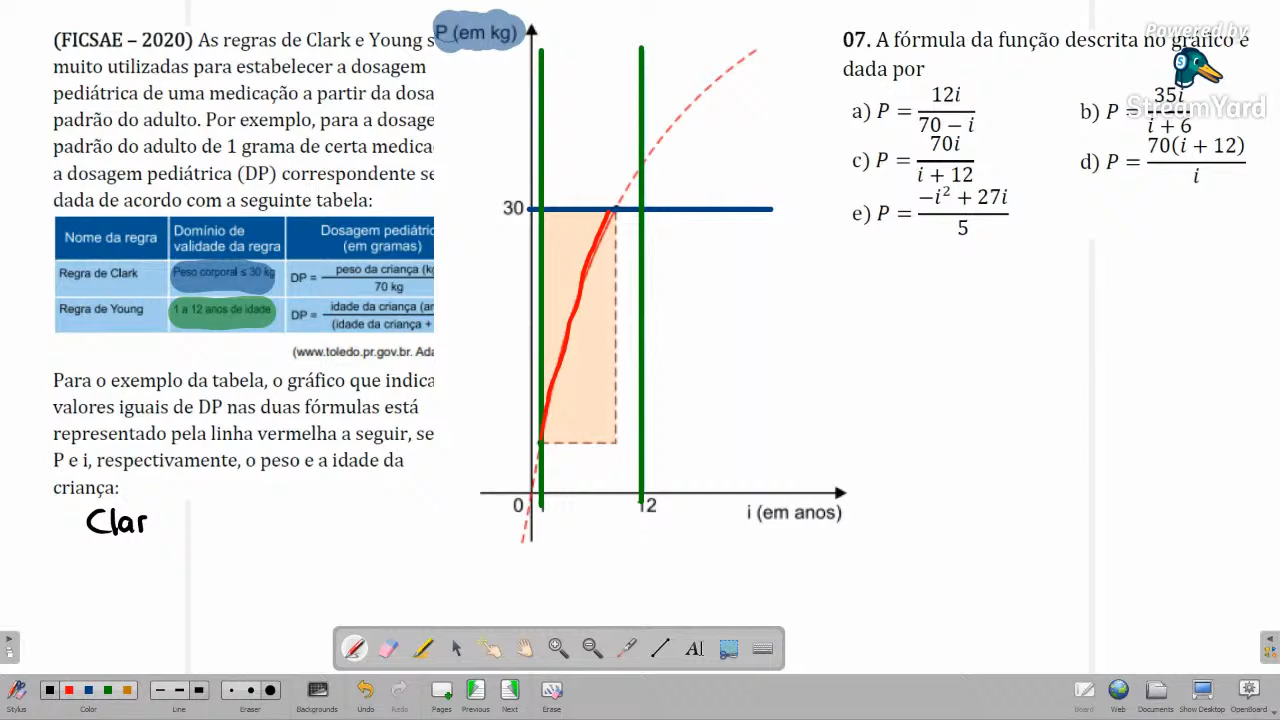 (FICSAE – 2020) As regras de Clark e Young s
muito utilizadas para estabelecer a dosagem
pediátrica de uma medicação a partir da dosa
padrão do adulto. Por exemplo, para a dosage
padrão do adulto de 1 grama de certa medica
a dosagem pediátrica (DP) correspondente se
dada de acordo com a seguinte tabela:
Nome da regra
Domínio de
validade da regra
Dosagem pediátric
(em gramas)
Regra de Clark
Peso corporal ≤ 30 kg
DP =
peso da criança (k
70 kg
Regra de Young
1 a 12 anos de idade
DP =
idade da criança (ar
(idade da criança +
(www.toledo.pr.gov.br. Ada
Para o exemplo da tabela, o gráfico que indica
valores iguais de DP nas duas fórmulas está
representado pela linha vermelha a seguir, se
P e i, respectivamente, o peso e a idade da
criança:
Clar
P (em kg)
30
0
12
i (em anos)
07. A fórmula da função descrita no gráfico é
dada por
a) P = 12i / 70 − i
b) P = 35i / i + 6
c) P = 70i / i + 12
d) P = 70(i + 12) / i
e) P = −i² + 27i / 5
Powered by
StreamYard
Stylus
Color
Line
Eraser
Backgrounds
Undo
Redo
Pages
Previous
Next
Erase
Board
Web
Documents
Show Desktop
OpenBoard